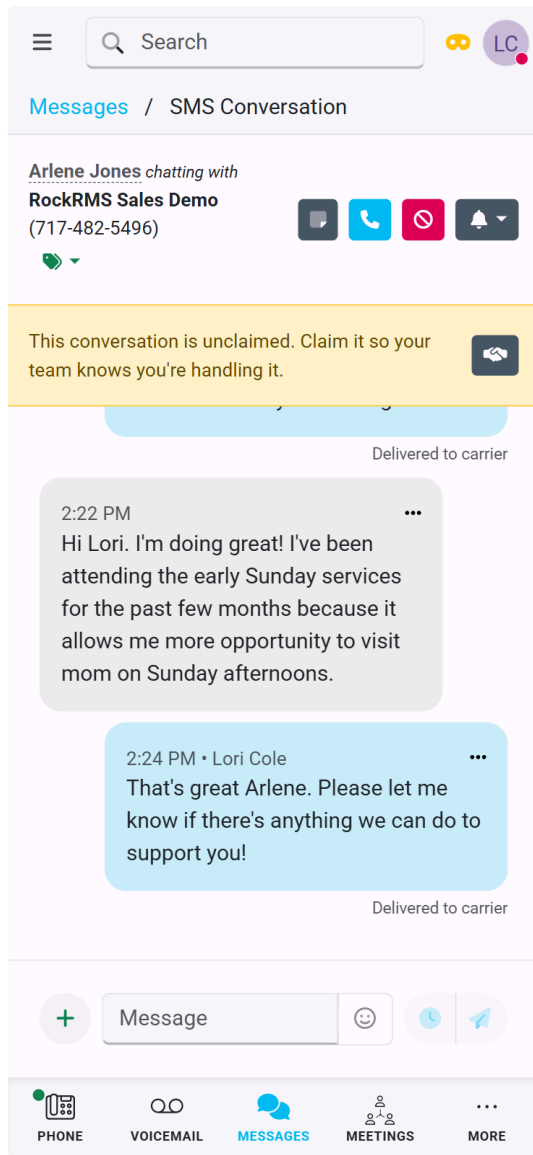 Search
LC
Messages / SMS Conversation
Arlene Jones chatting with
RockRMS Sales Demo
(717-482-5496)
This conversation is unclaimed. Claim it so your
team knows you're handling it.
Delivered to carrier
2:22 PM
Hi Lori. I'm doing great! I've been
attending the early Sunday services
for the past few months because it
allows me more opportunity to visit
mom on Sunday afternoons.
2:24 PM • Lori Cole
That's great Arlene. Please let me
know if there's anything we can do to
support you!
Delivered to carrier
Message
PHONE VOICEMAIL MESSAGES MEETINGS MORE